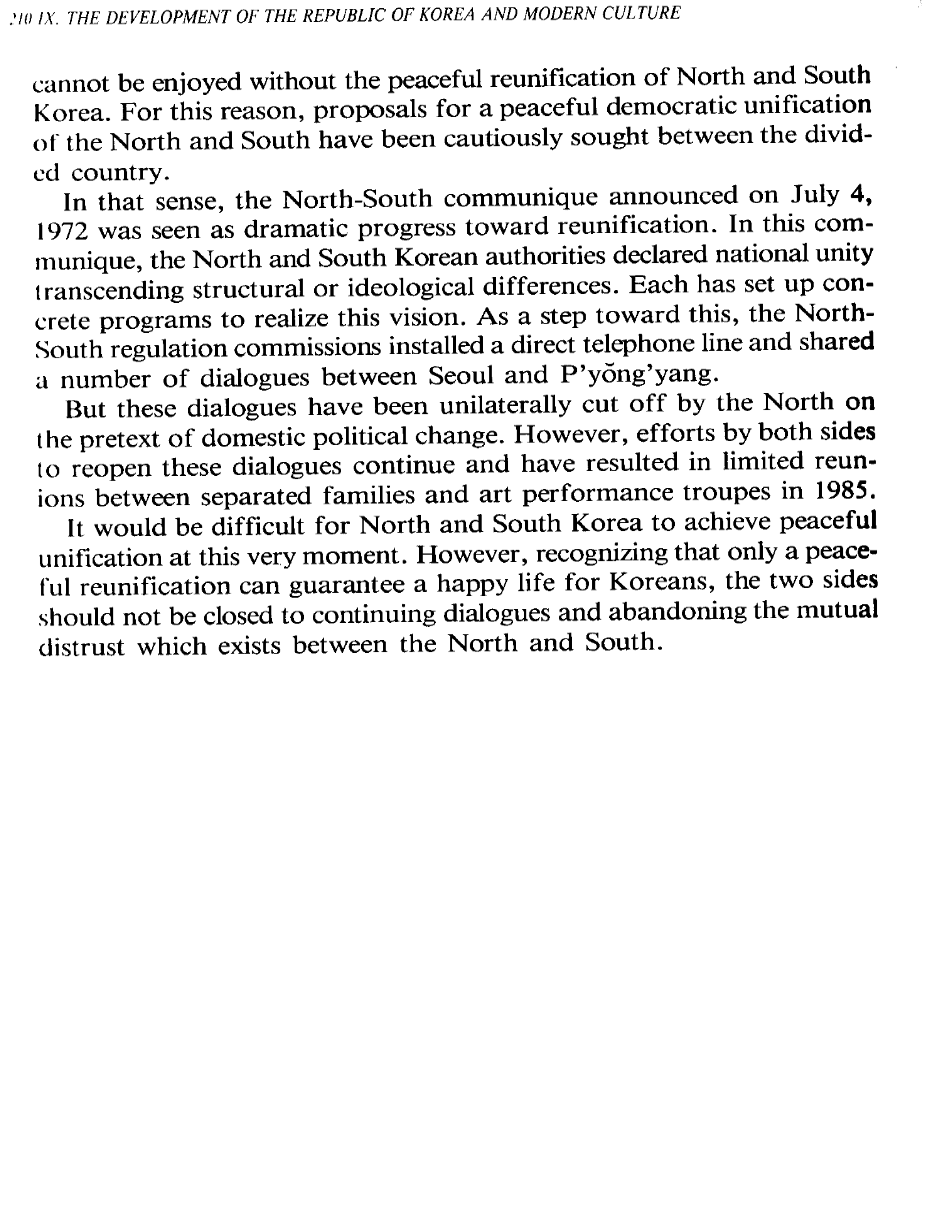 210 IX. THE DEVELOPMENT OF THE REPUBLIC OF KOREA AND MODERN CULTURE
cannot be enjoyed without the peaceful reunification of North and South
Korea. For this reason, proposals for a peaceful democratic unification
of the North and South have been cautiously sought between the divid-
ed country.
In that sense, the North-South communique announced on July 4,
1972 was seen as dramatic progress toward reunification. In this com-
munique, the North and South Korean authorities declared national unity
transcending structural or ideological differences. Each has set up con-
crete programs to realize this vision. As a step toward this, the North-
South regulation commissions installed a direct telephone line and shared
a number of dialogues between Seoul and P'yŏng'yang.
But these dialogues have been unilaterally cut off by the North on
the pretext of domestic political change. However, efforts by both sides
to reopen these dialogues continue and have resulted in limited reun-
ions between separated families and art performance troupes in 1985.
It would be difficult for North and South Korea to achieve peaceful
unification at this very moment. However, recognizing that only a peace-
ful reunification can guarantee a happy life for Koreans, the two sides
should not be closed to continuing dialogues and abandoning the mutual
distrust which exists between the North and South.